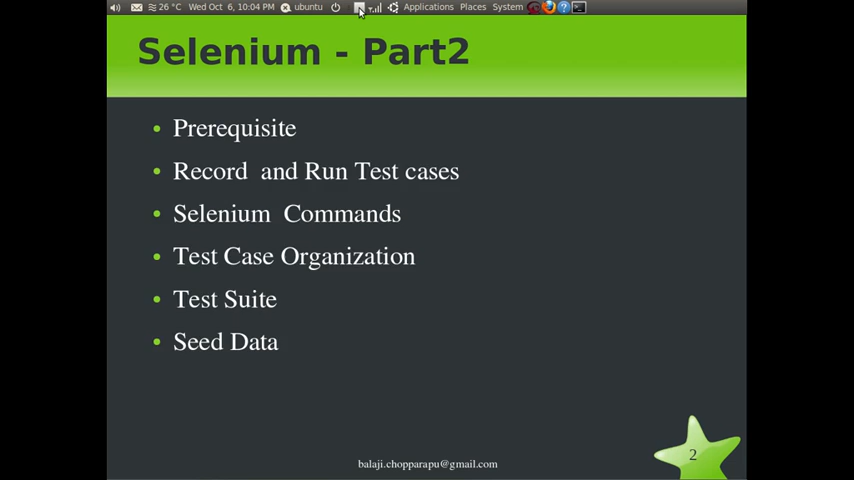 26 °C Wed Oct 6, 10:04 PM ubuntu Applications Places System
Selenium - Part2
Prerequisite
Record and Run Test cases
Selenium Commands
Test Case Organization
Test Suite
Seed Data
2
balaji.chopparapu@gmail.com